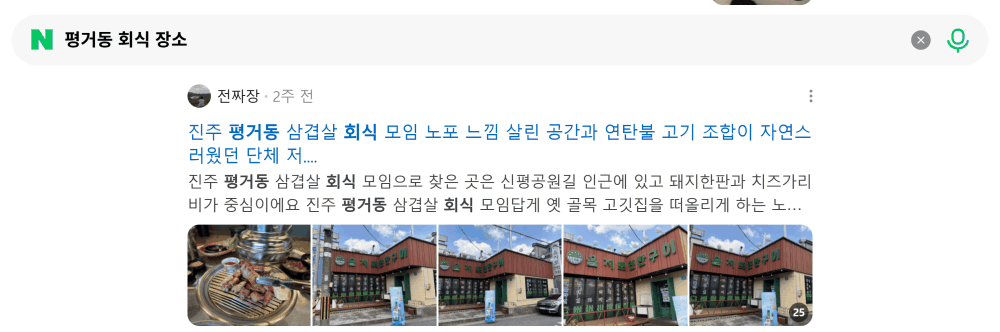 N 평거동 회식 장소
전짜장 · 2주 전
진주 평거동 삼겹살 회식 모임 노포 느낌 살린 공간과 연탄불 고기 조합이 자연스
러웠던 단체 저....
진주 평거동 삼겹살 회식 모임으로 찾은 곳은 신평공원길 인근에 있고 돼지한판과 치즈가리
비가 중심이에요 진주 평거동 삼겹살 회식 모임답게 옛 골목 고깃집을 떠올리게 하는 노...
25